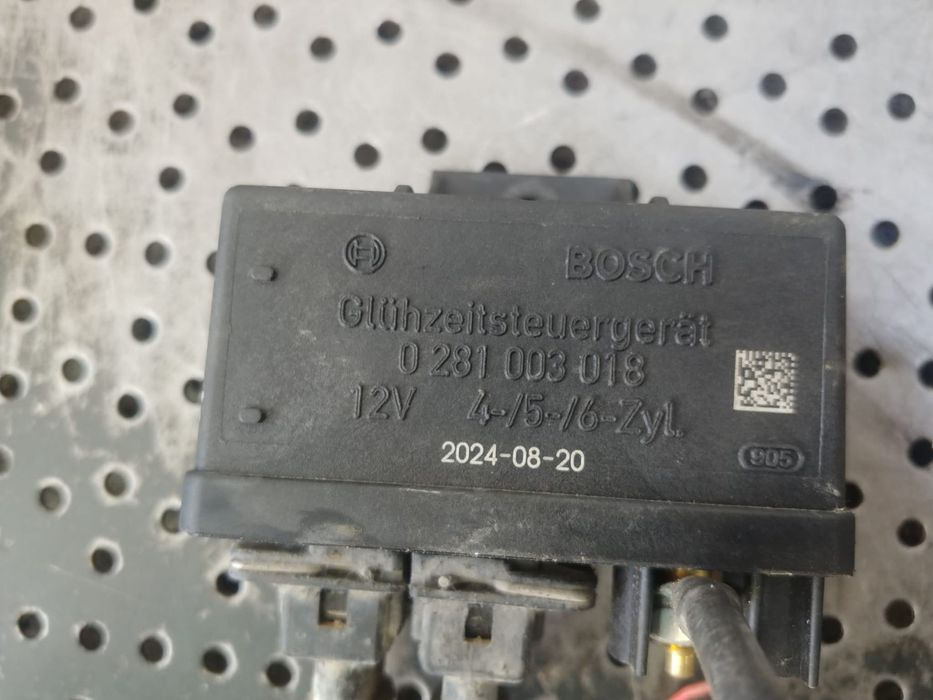 BOSCH
Glühzeitsteuergerät
0 281 003 018
12V 4-/5-/6-Zyl.
2024-08-20
905